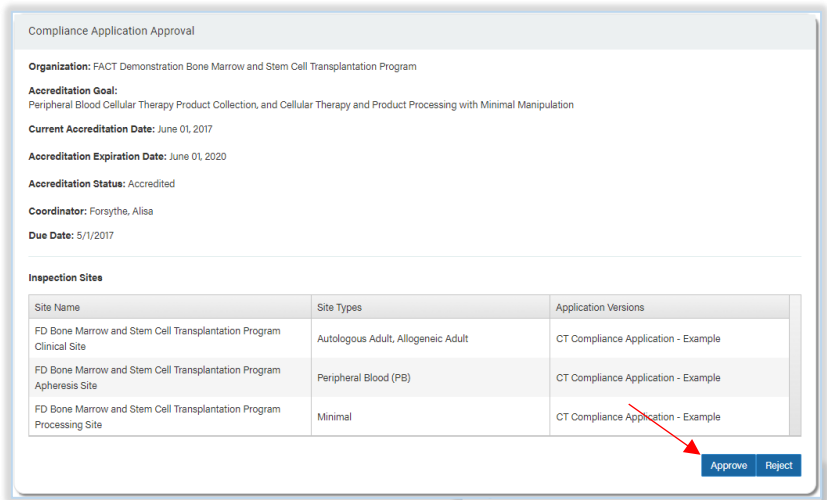 Compliance Application Approval
Organization: FACT Demonstration Bone Marrow and Stem Cell Transplantation Program
Accreditation Goal:
Peripheral Blood Cellular Therapy Product Collection, and Cellular Therapy and Product Processing with Minimal Manipulation
Current Accreditation Date: June 01, 2017
Accreditation Expiration Date: June 01, 2020
Accreditation Status: Accredited
Coordinator: Forsythe, Alisa
Due Date: 5/1/2017
Inspection Sites
Site Name Site Types Application Versions
FD Bone Marrow and Stem Cell Transplantation Program
Clinical Site
Autologous Adult, Allogeneic Adult
CT Compliance Application - Example
FD Bone Marrow and Stem Cell Transplantation Program
Apheresis Site
Peripheral Blood (PB)
CT Compliance Application - Example
FD Bone Marrow and Stem Cell Transplantation Program
Processing Site
Minimal
CT Compliance Application - Example
Approve Reject